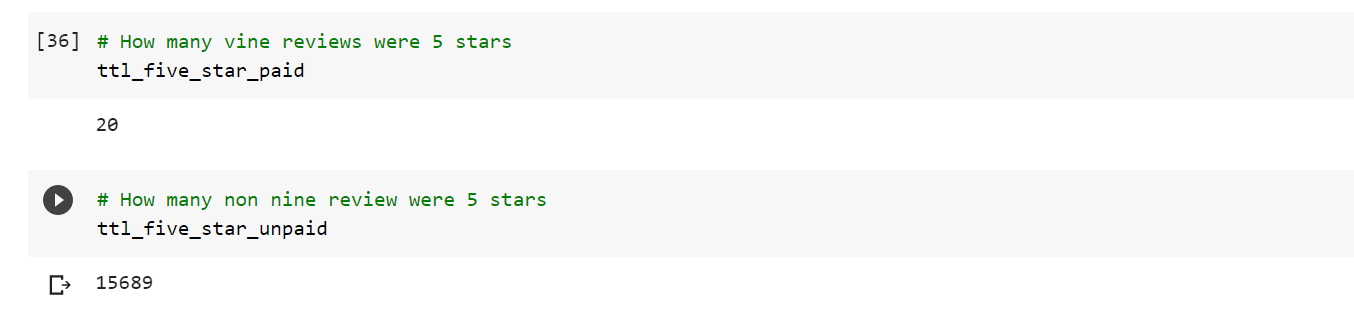 [36] # How many vine reviews were 5 stars
ttl_five_star_paid
20
# How many non nine review were 5 stars
ttl_five_star_unpaid
15689